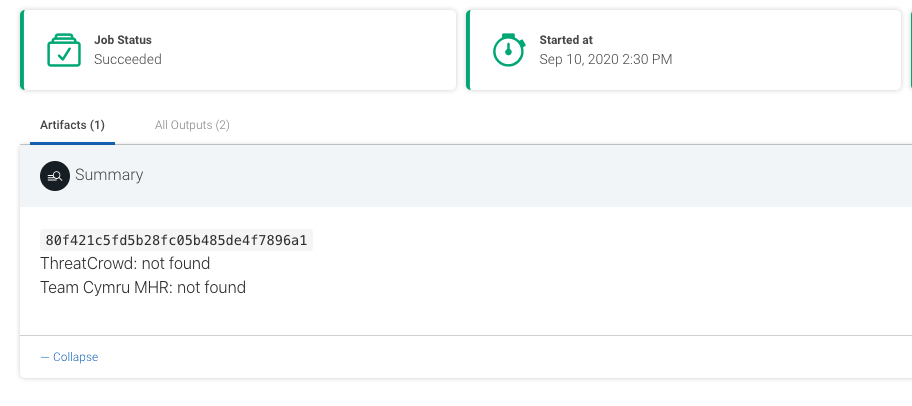 Job Status
Succeeded
Started at
Sep 10, 2020 2:30 PM
Artifacts (1)
All Outputs (2)
Summary
80f421c5fd5b28fc05b485de4f7896a1
ThreatCrowd: not found
Team Cymru MHR: not found
— Collapse